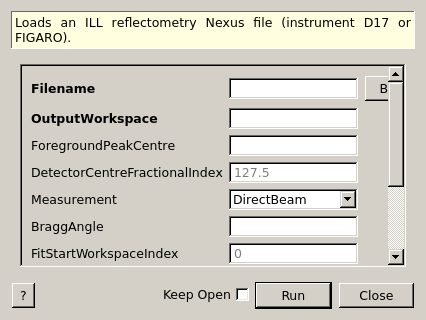 Loads an ILL reflectometry Nexus file (instrument D17 or
FIGARO).
Filename
B
OutputWorkspace
ForegroundPeakCentre
DetectorCentreFractionalIndex 127.5
Measurement DirectBeam
BraggAngle
FitStartWorkspaceIndex 0
? Keep Open Run Close